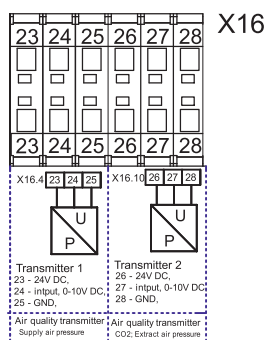 X16
23 24 25 26 27 28
23 24 25 26 27 28
X16.4 23 24 25
X16.10 26 27 28
U
P
U
P
Transmitter 1
23 - 24V DC,
24 - intput, 0-10V DC,
25 - GND,
Transmitter 2
26 - 24V DC,
27 - intput, 0-10V DC
28 - GND,
Air quality transmitter
Supply air pressure
Air quality transmitter
CO2; Extract air pressure